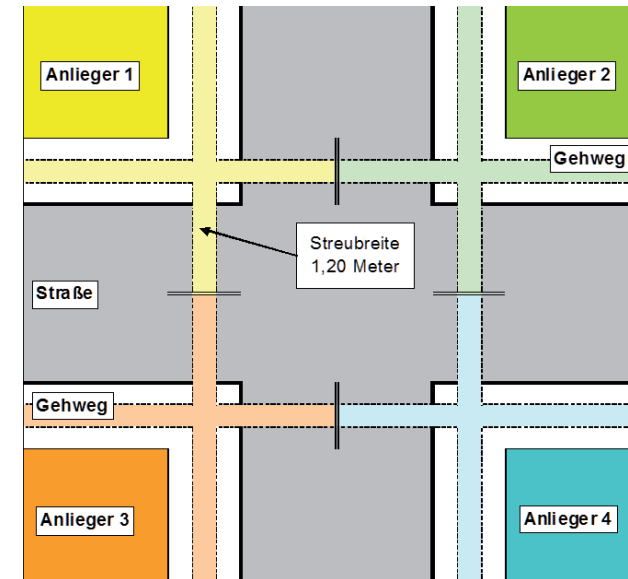 Anlieger 1
Anlieger 2
Gehweg
Streubreite
1,20 Meter
Straße
Gehweg
Anlieger 3
Anlieger 4